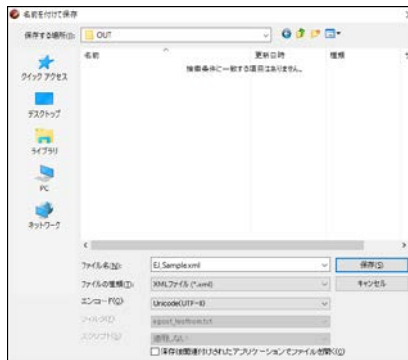 名前を付けて保存
保存する場所(I): OUT
名前 更新日時 種類
検索条件に一致する項目はありません。
クイック アクセス
デスクトップ
ライブラリ
PC
ネットワーク
ファイル名(N): EJ_Sample.xml 保存(S)
ファイルの種類(T): XMLファイル (*.xml) キャンセル
エンコード(O): Unicode(UTF-8)
フィルタ(D)
スクリプト(U) 適用しない
保存後関連付けされたアプリケーションでファイルを開く(O)